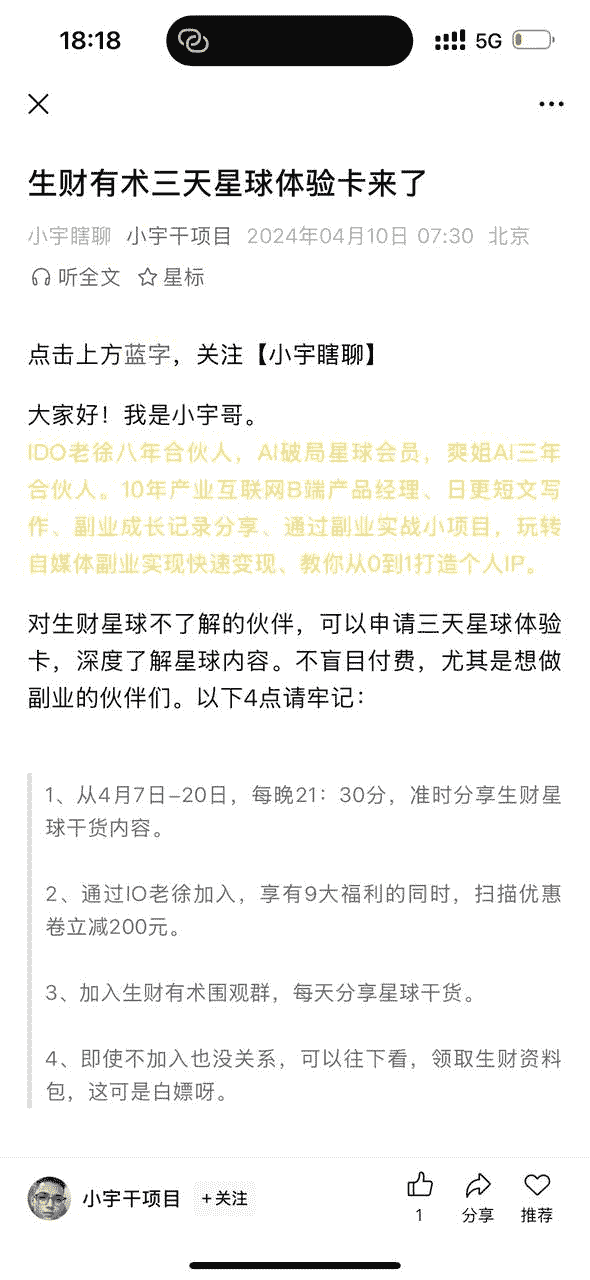 18:18
5G
生财有术三天星球体验卡来了
小宇瞎聊 小宇干项目 2024年04月10日 07:30 北京
听全文 星标
点击上方蓝字，关注【小宇瞎聊】
大家好！我是小宇哥。
IDO老徐八年合伙人，AI破局星球会员，爽姐AI三年
合伙人。10年产业互联网B端产品经理、日更短文写
作、副业成长记录分享、通过副业实战小项目，玩转
自媒体副业实现快速变现、教你从0到1打造个人IP。
对生财星球不了解的伙伴，可以申请三天星球体验
卡，深度了解星球内容。不盲目付费，尤其是想做
副业的伙伴们。以下4点请牢记：
1、从4月7日-20日，每晚21：30分，准时分享生财星
球干货内容。
2、通过IO老徐加入，享有9大福利的同时，扫描优惠
卷立减200元。
3、加入生财有术围观群，每天分享星球干货。
4、即使不加入也没关系，可以往下看，领取生财资料
包，这可是白嫖呀。
小宇干项目 +关注
1 分享 推荐